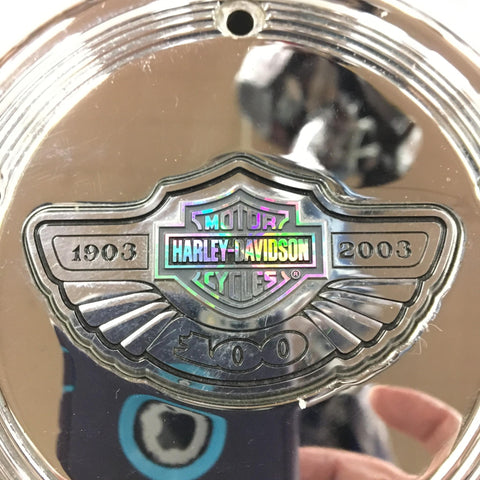 MOTOR
1903 HARLEY-DAVIDSON 2003
CYCLES ®
100